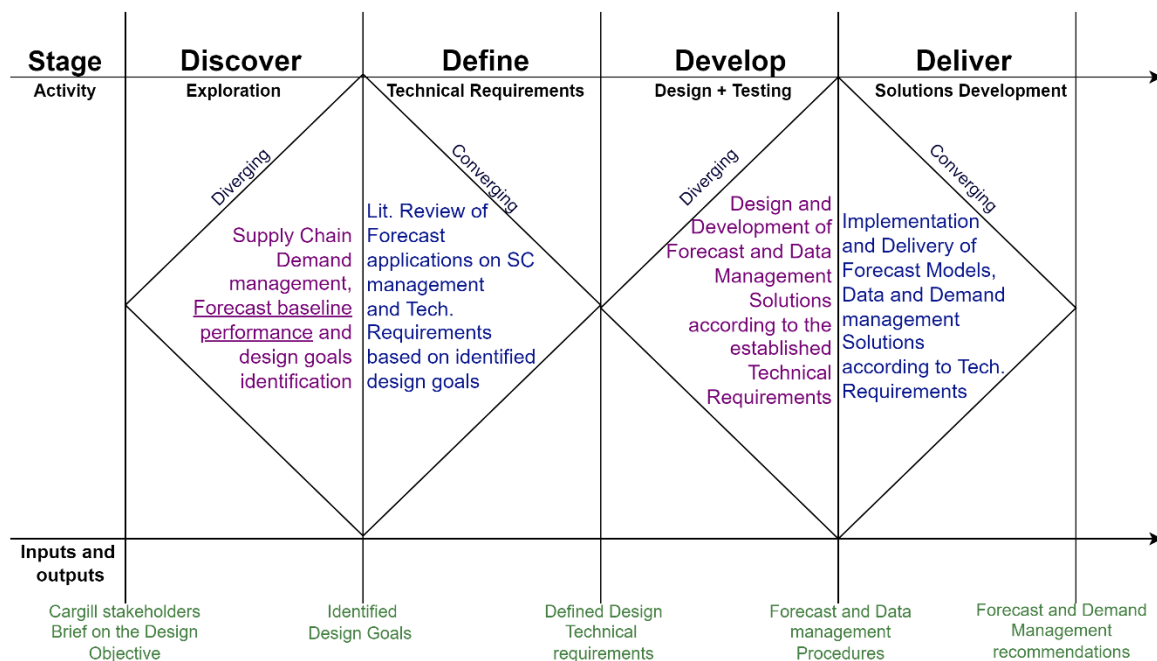 Stage
Discover
Define
Develop
Deliver
Activity
Exploration
Technical Requirements
Design + Testing
Solutions Development
Diverging
Converging
Diverging
Converging
Supply Chain
Demand
management,
Forecast baseline
performance and
design goals
identification
Lit. Review of
Forecast
applications on SC
management
and Tech.
Requirements
based on identified
design goals
Design and
Development of
Forecast and Data
Management
Solutions
according to the
established
Technical
Requirements
Implementation
and Delivery of
Forecast Models,
Data and Demand
management
Solutions
according to Tech.
Requirements
Inputs and
outputs
Cargill stakeholders
Brief on the Design
Objective
Identified
Design Goals
Defined Design
Technical
requirements
Forecast and Data
management
Procedures
Forecast and Demand
Management
recommendations